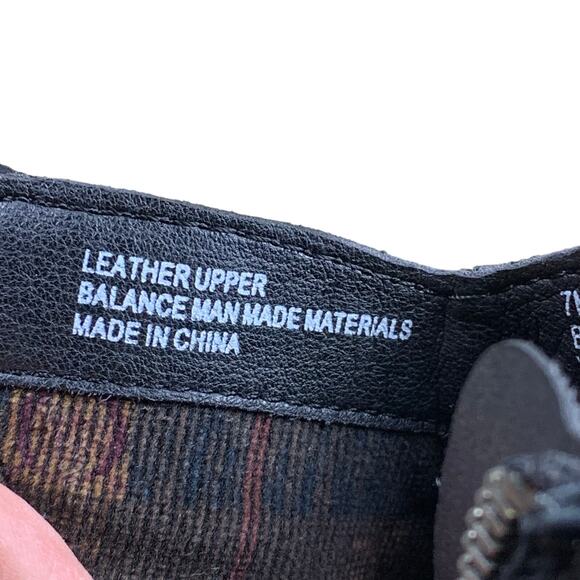 LEATHER UPPER
BALANCE MAN MADE MATERIALS
MADE IN CHINA